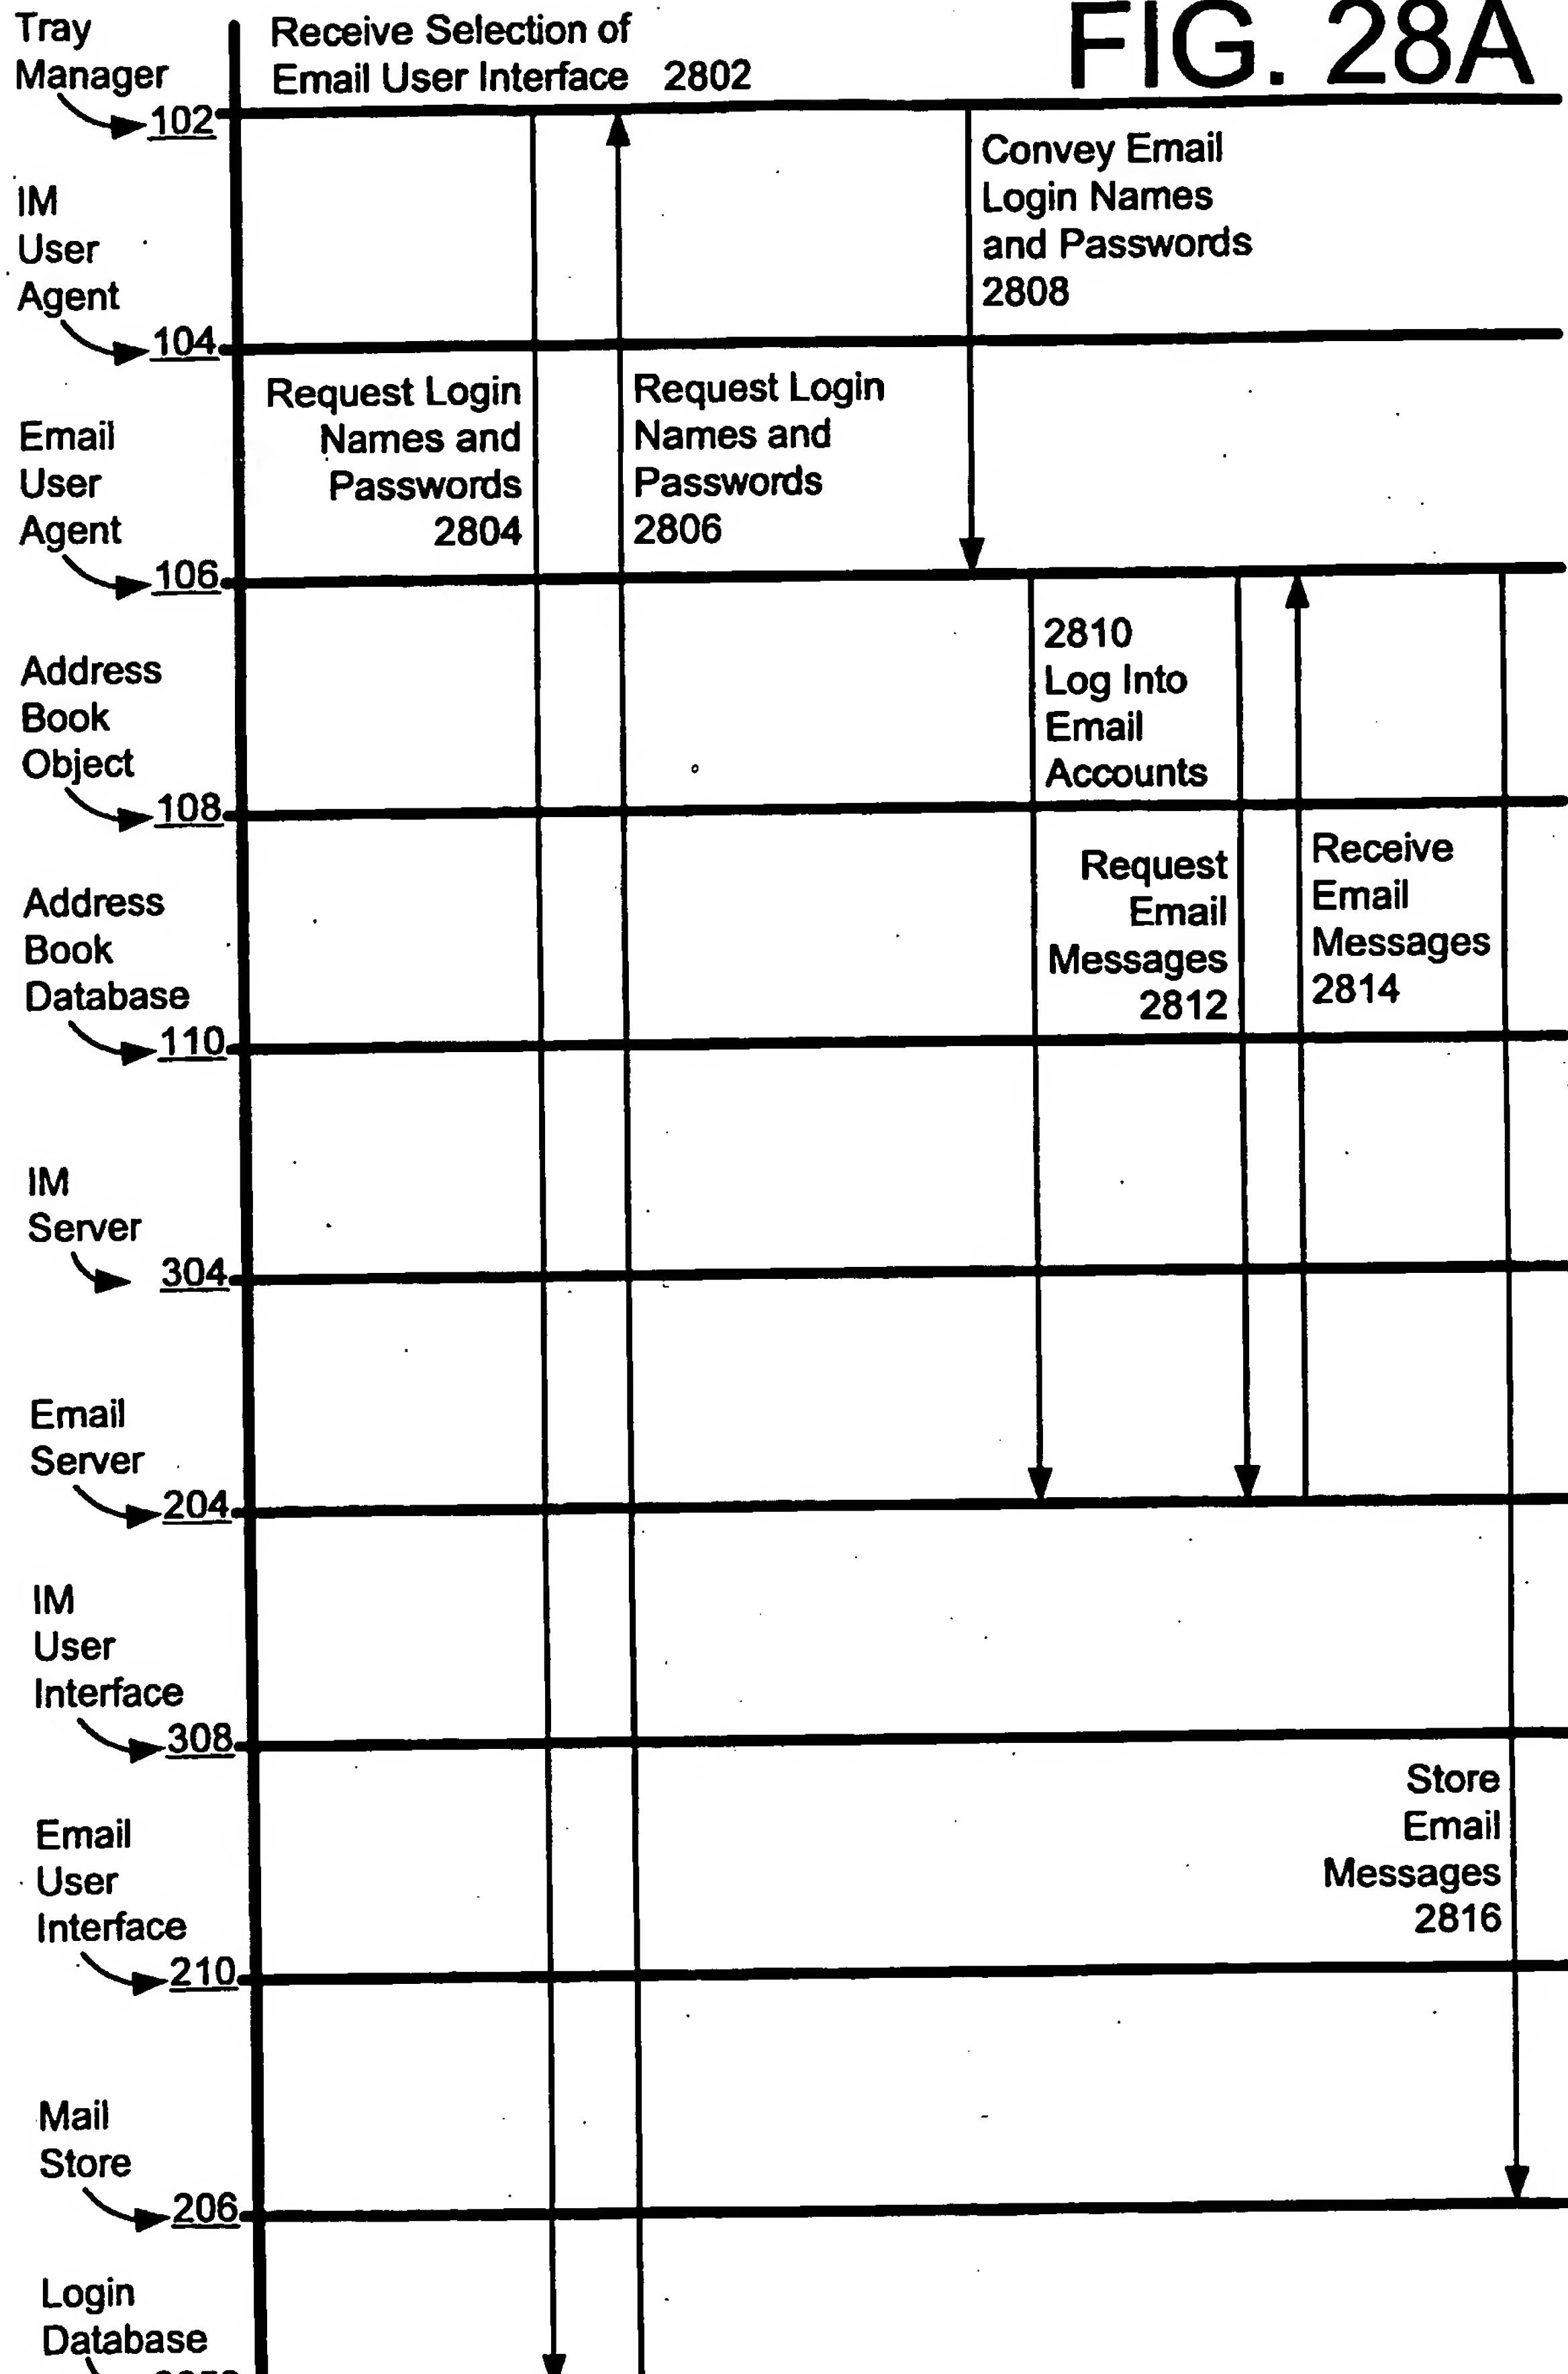 FIG. 28A
Tray
Manager
102
Receive Selection of
Email User Interface 2802
Convey Email
Login Names
and Passwords
2808
IM
User
Agent
104
Request Login
Names and
Passwords
2804
Request Login
Names and
Passwords
2806
Email
User
Agent
106
2810
Log Into
Email
Accounts
Address
Book
Object
108
Request
Email
Messages
2812
Receive
Email
Messages
2814
Address
Book
Database
110
IM
Server
304
Email
Server
204
IM
User
Interface
308
Store
Email
Messages
2816
Email
User
Interface
210
Mail
Store
206
Login
Database